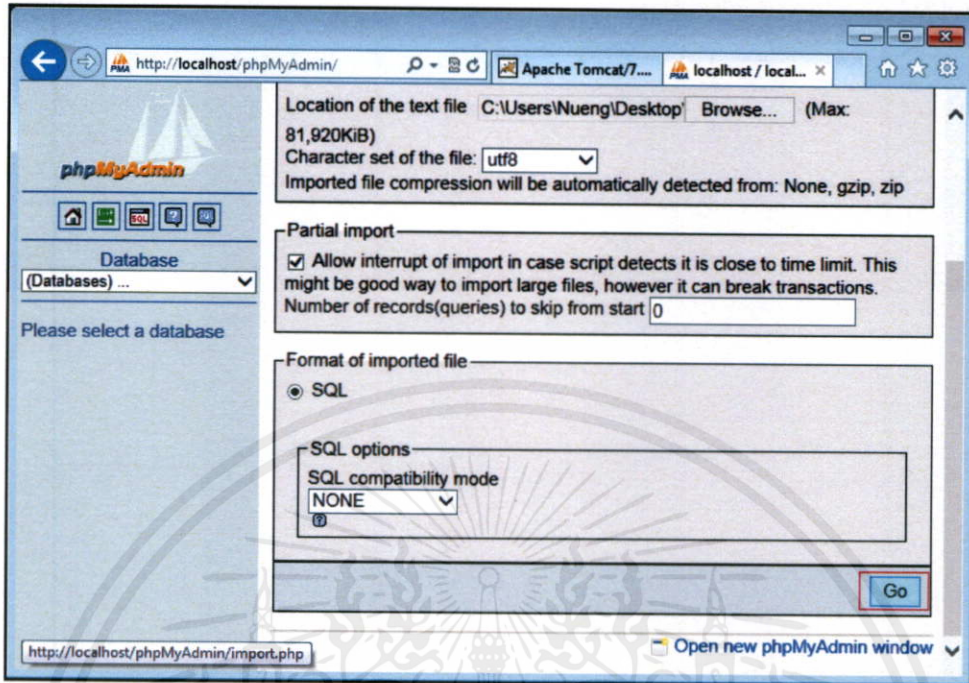 http://localhost/phpMyAdmin/
Apache Tomcat/7....
localhost / local...
phpMyAdmin
SQL
Database
(Databases) ...
Please select a database
Location of the text file C:\Users\Nueng\Desktop\ Browse... (Max:
81,920KiB)
Character set of the file: utf8
Imported file compression will be automatically detected from: None, gzip, zip
Partial import
Allow interrupt of import in case script detects it is close to time limit. This
might be good way to import large files, however it can break transactions.
Number of records(queries) to skip from start 0
Format of imported file
SQL
SQL options
SQL compatibility mode
NONE
Go
Open new phpMyAdmin window
http://localhost/phpMyAdmin/import.php